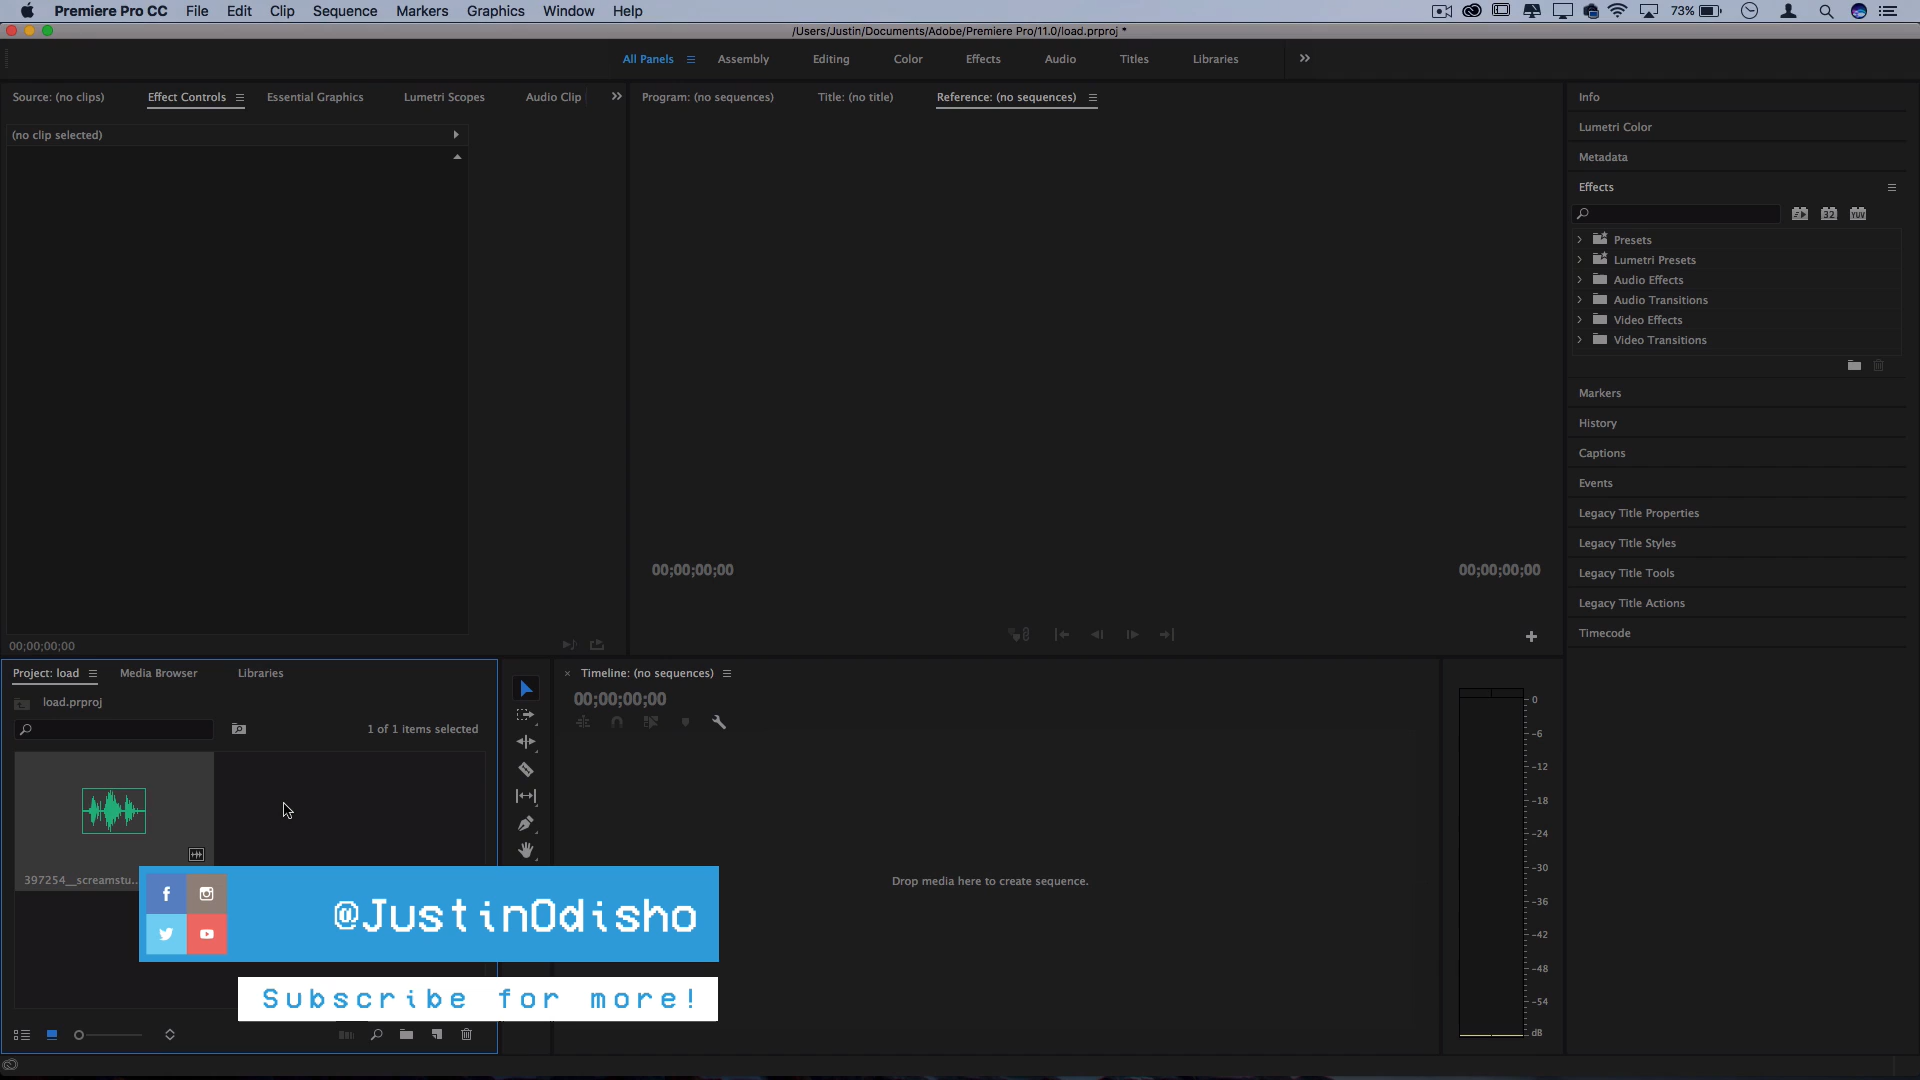 Premiere Pro CC File Edit Clip Sequence Markers Graphics Window Help 73%
/Users/Justin/Documents/Adobe/Premiere Pro/11.0/load.prproj *
All Panels Assembly Editing Color Effects Audio Titles Libraries
Source: (no clips) Effect Controls Essential Graphics Lumetri Scopes Audio Clip
Program: (no sequences) Title: (no title) Reference: (no sequences)
(no clip selected)
00;00;00;00
00;00;00;00 00;00;00;00
Info
Lumetri Color
Metadata
Effects
32 YUV
Presets
Lumetri Presets
Audio Effects
Audio Transitions
Video Effects
Video Transitions
Markers
History
Captions
Events
Legacy Title Properties
Legacy Title Styles
Legacy Title Tools
Legacy Title Actions
Timecode
Project: load Media Browser Libraries
load.prproj
1 of 1 items selected
397254__screamstu...
Timeline: (no sequences)
00;00;00;00
Drop media here to create sequence.
0
-6
-12
-18
-24
-30
-36
-42
-48
-54
dB
@JustinOdisho
Subscribe for more!